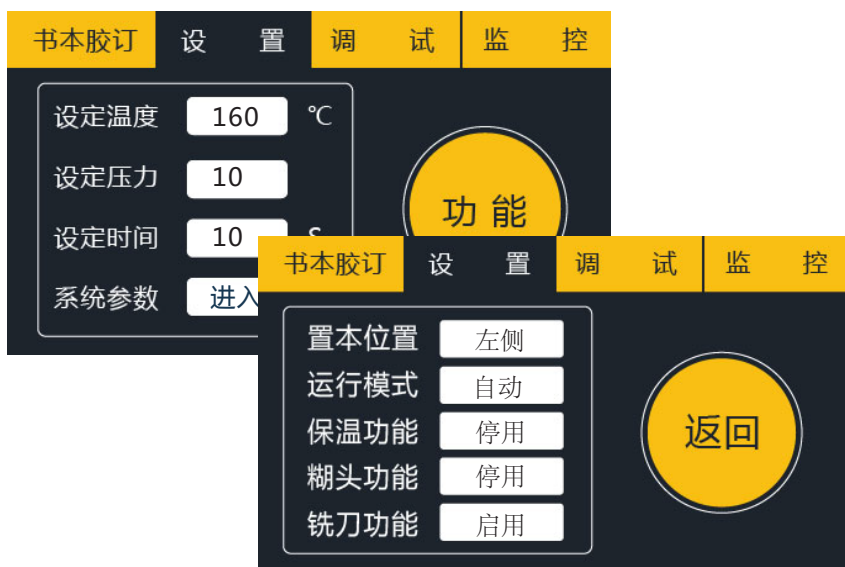 书本胶订 设置 调试 监控
设定温度 160 ℃
设定压力 10
设定时间 10
系统参数 进入
功能
书本胶订 设置 调试 监控
置本位置 左侧
运行模式 自动
保温功能 停用
糊头功能 停用
铣刀功能 启用
返回